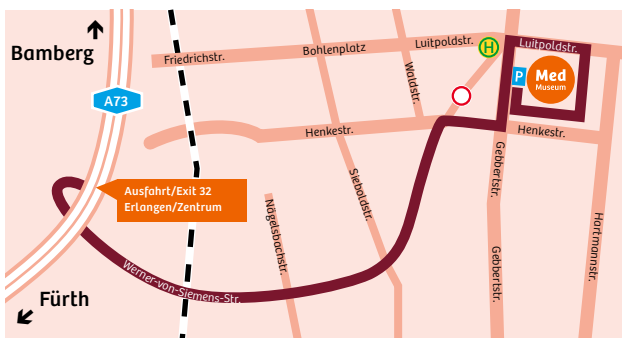 Bamberg
A73
Friedrichstr.
Bohlenplatz
Luitpoldstr.
H
Luitpoldstr.
P
Med
Museum
Waldstr.
Henkestr.
Henkestr.
Ausfahrt/Exit 32
Erlangen/Zentrum
Gebbertstr.
Sieboldstr.
Nägelsbachstr.
Hartmannstr.
Gebbertstr.
Werner-von-Siemens-Str.
Fürth